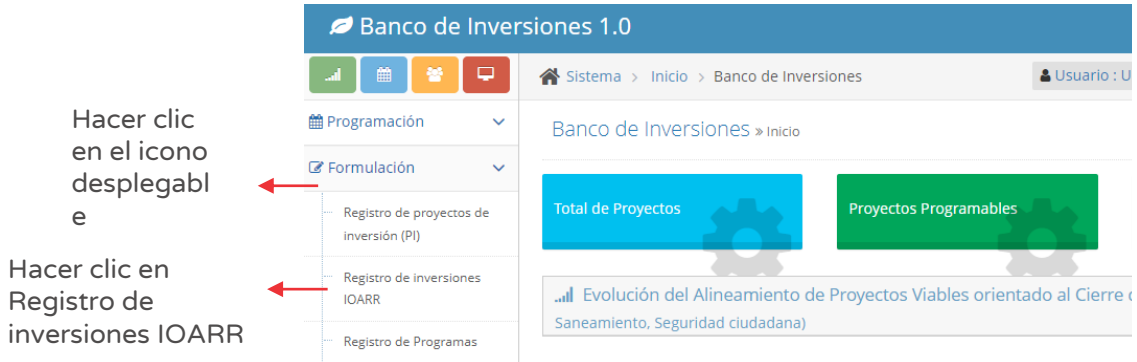 Banco de Inversiones 1.0
Sistema > Inicio > Banco de Inversiones
Usuario : U
Hacer clic
en el icono
desplegabl
e
Programación
Formulación
Registro de proyectos de
inversión (PI)
Hacer clic en
Registro de
inversiones IOARR
Registro de inversiones
IOARR
Registro de Programas
Banco de Inversiones » Inicio
Total de Proyectos
Proyectos Programables
Evolución del Alineamiento de Proyectos Viables orientado al Cierre
Saneamiento, Seguridad ciudadana)